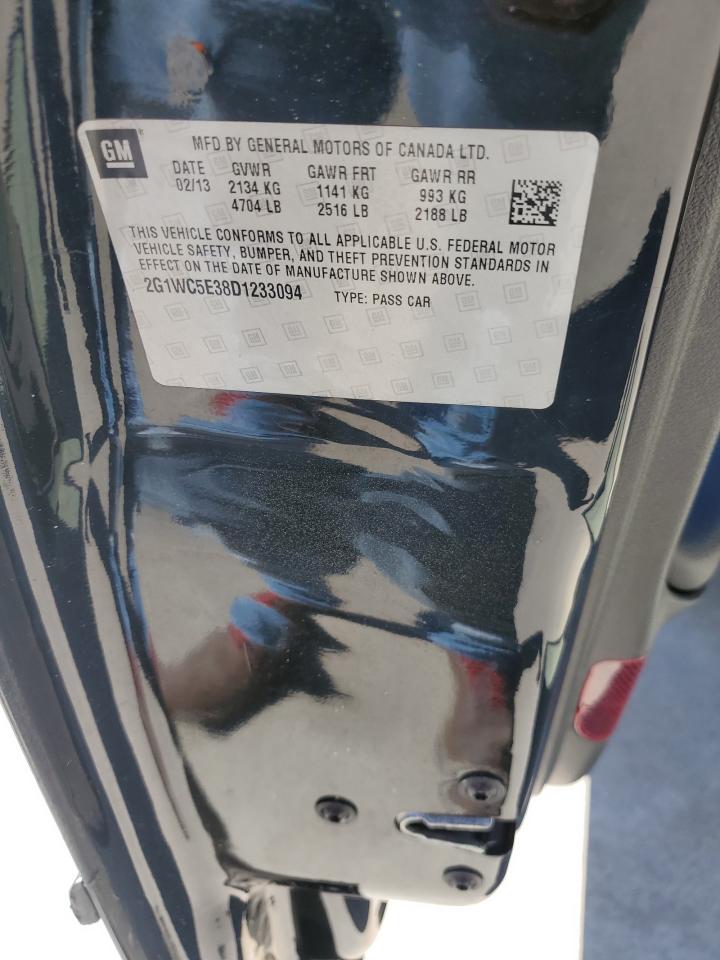 GM
MFD BY GENERAL MOTORS OF CANADA LTD.
DATE GVWR GAWR FRT GAWR RR
02/13 2134 KG 1141 KG 993 KG
4704 LB 2516 LB 2188 LB
THIS VEHICLE CONFORMS TO ALL APPLICABLE U.S. FEDERAL MOTOR
VEHICLE SAFETY, BUMPER, AND THEFT PREVENTION STANDARDS IN
EFFECT ON THE DATE OF MANUFACTURE SHOWN ABOVE.
2G1WC5E38D1233094 TYPE: PASS CAR